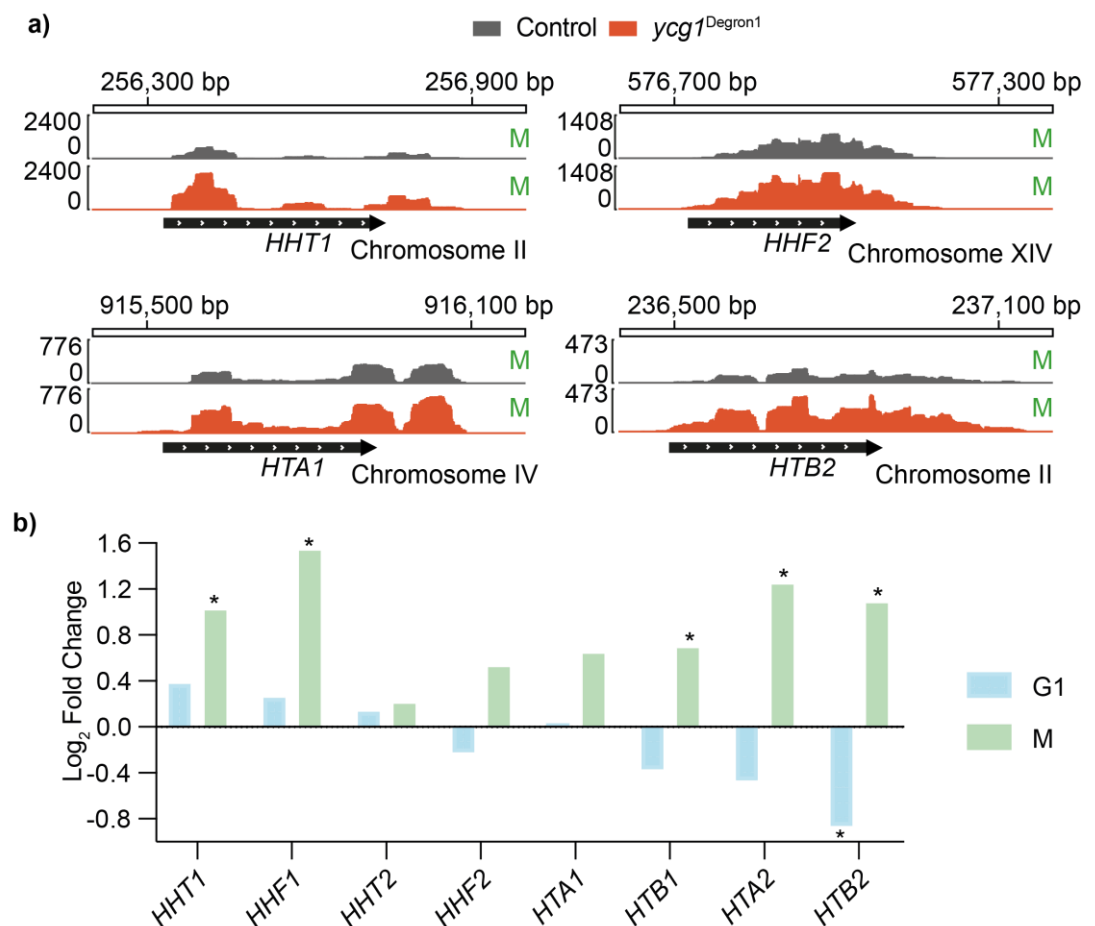 a)
Control ycg1Degron1
256,300 bp 256,900 bp
2400
0
M
2400
0
M
HHT1
Chromosome II
576,700 bp 577,300 bp
1408
0
M
1408
0
M
HHF2
Chromosome XIV
915,500 bp 916,100 bp
776
0
M
776
0
M
HTA1
Chromosome IV
236,500 bp 237,100 bp
473
0
M
473
0
M
HTB2
Chromosome II
b)
Log2 Fold Change
1.6
1.2
0.8
0.4
0.0
-0.4
-0.8
* * * * * *
HHT1 HHF1 HHT2 HHF2 HTA1 HTB1 HTA2 HTB2
G1
M